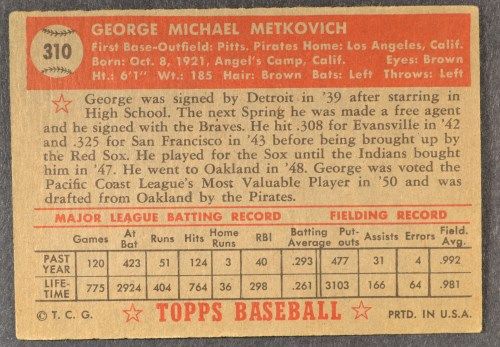 310
GEORGE MICHAEL METKOVICH
First Base-Outfield: Pitts. Pirates Home: Los Angeles, Calif.
Born: Oct. 8, 1921, Angel's Camp, Calif. Eyes: Brown
Ht.: 6'1" Wt.: 185 Hair: Brown Bats: Left Throws: Left
George was signed by Detroit in '39 after starring in
High School. The next Spring he was made a free agent
and he signed with the Braves. He hit .308 for Evansville in '42
and .325 for San Francisco in '43 before being brought up by
the Red Sox. He played for the Sox until the Indians bought
him in '47. He went to Oakland in '48. George was voted the
Pacific Coast League's Most Valuable Player in '50 and was
drafted from Oakland by the Pirates.
MAJOR LEAGUE BATTING RECORD FIELDING RECORD
Games At Bat Runs Hits Home Runs RBI Batting Average Put-outs Assists Errors Field. Avg.
PAST YEAR 120 423 51 124 3 40 .293 477 31 4 .992
LIFE-TIME 775 2924 404 764 36 298 .261 3103 166 64 .981
© T. C. G. TOPPS BASEBALL PRTD. IN U.S.A.